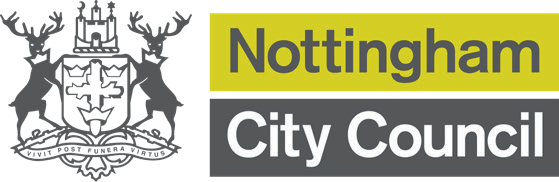 Nottingham
City Council
VIVIT POST FUNERA VIRTUS